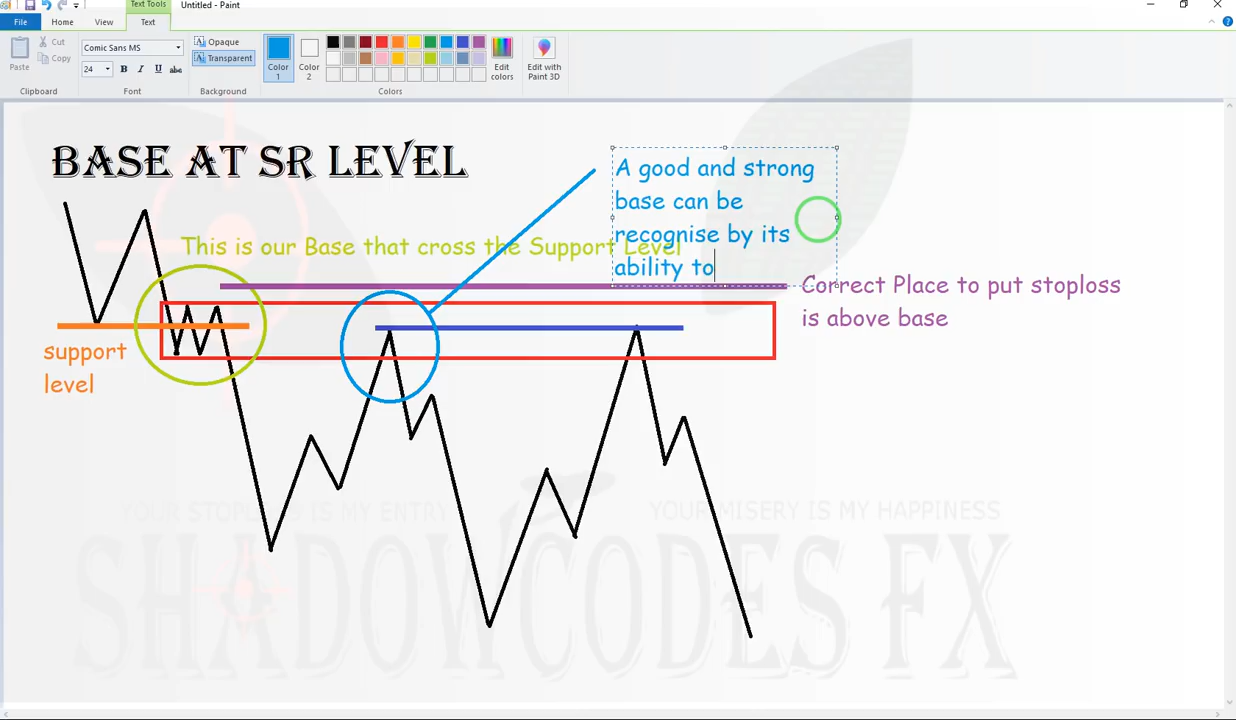 Text Tools
Untitled - Paint
File
Home
View
Text
Paste
Cut
Copy
Clipboard
Comic Sans MS
24
B
I
U
abc
Font
Opaque
Transparent
Background
Color
1
Color
2
Edit
colors
Edit with
Paint 3D
Colors
BASE AT SR LEVEL
A good and strong
base can be
recognise by its
ability to
This is our Base that cross the Support Level
Correct Place to put stoploss
is above base
support
level
YOUR STOPLOSS IS MY ENTRY
YOUR MISERY IS MY HAPPINESS
SHADOWCODES FX